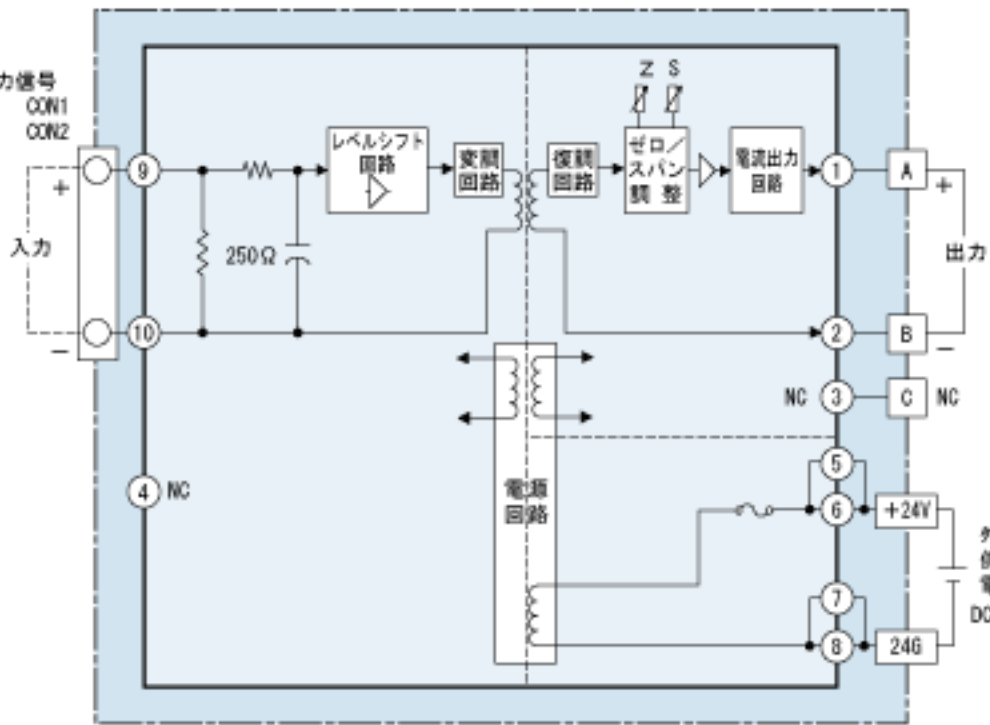 力信号
CON1
CON2
+
入力
−
9
10
4
NC
250Ω
レベルシフト
回路
変調
回路
復調
回路
Z S
ゼロ/
スパン
調 整
電流出力
回路
電源
回路
1
A
+
出力
2
B
−
NC
3
C
NC
5
6
+24V
7
8
24G
DC